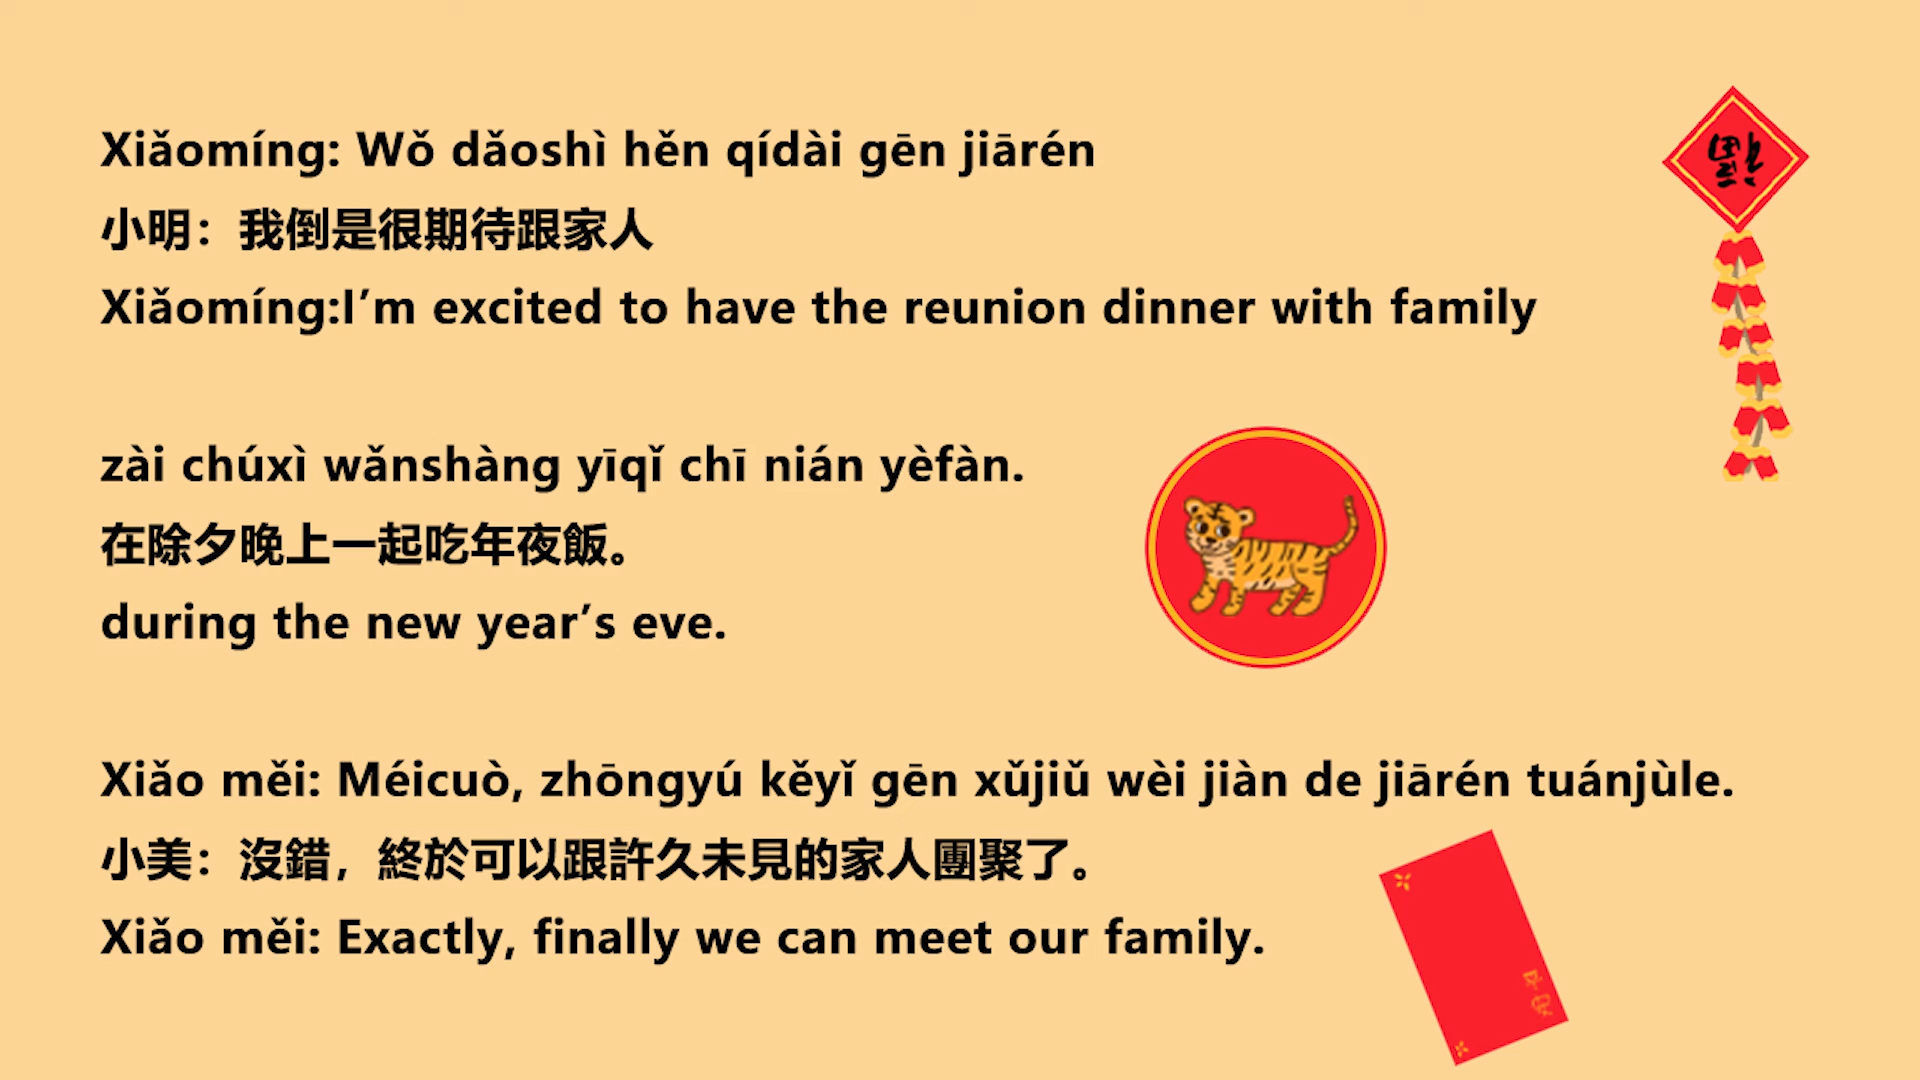 Xiǎomíng: Wǒ dǎoshì hěn qídài gēn jiārén
小明：我倒是很期待跟家人
Xiǎomíng:I’m excited to have the reunion dinner with family
zài chúxì wǎnshàng yīqǐ chī nián yèfàn.
在除夕晚上一起吃年夜飯。
during the new year’s eve.
Xiǎo měi: Méicuò, zhōngyú kěyǐ gēn xǔjiǔ wèi jiàn de jiārén tuánjùle.
小美：沒錯，終於可以跟許久未見的家人團聚了。
Xiǎo měi: Exactly, finally we can meet our family.
福